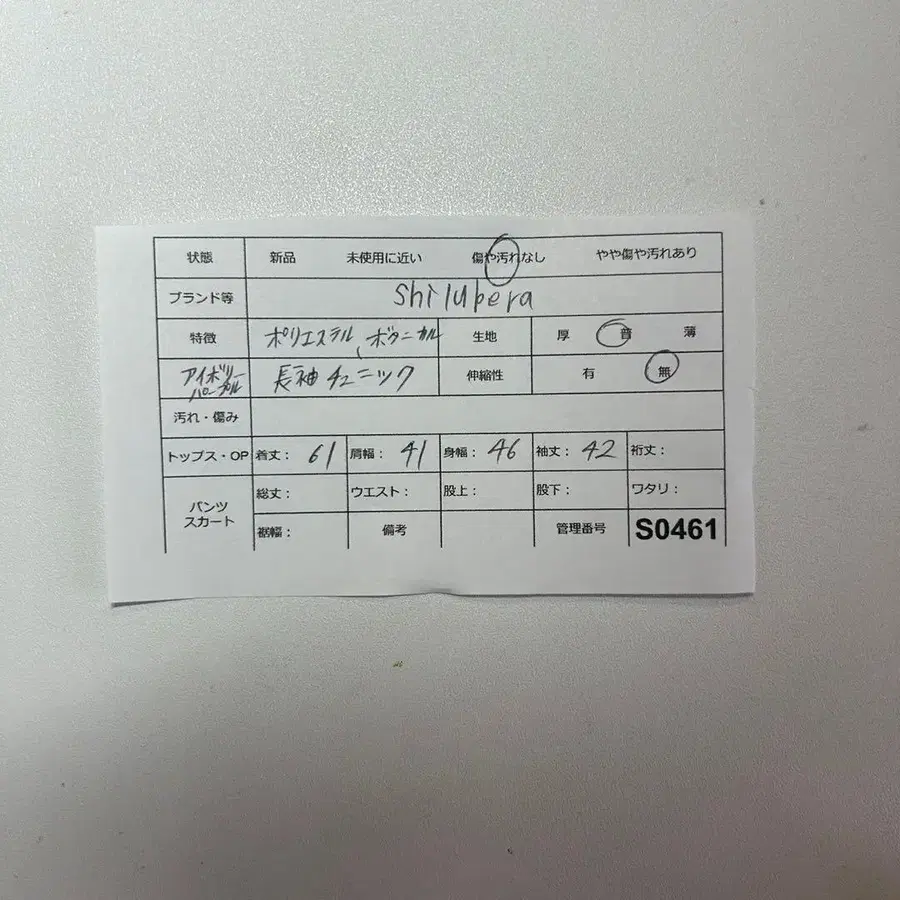 状態 新品 未使用に近い 傷や汚れなし やや傷や汚れあり
ブランド等 Shilubera
特徴 ポリエステル、ボタニカル 生地 厚 普 薄
アイボリー
パープル 長袖チュニック 伸縮性 有 無
汚れ・傷み
トップス・OP 着丈: 61 肩幅: 41 身幅: 46 袖丈: 42 裄丈:
パンツ
スカート 総丈: ウエスト: 股上: 股下: ワタリ:
裾幅: 備考 管理番号 S0461